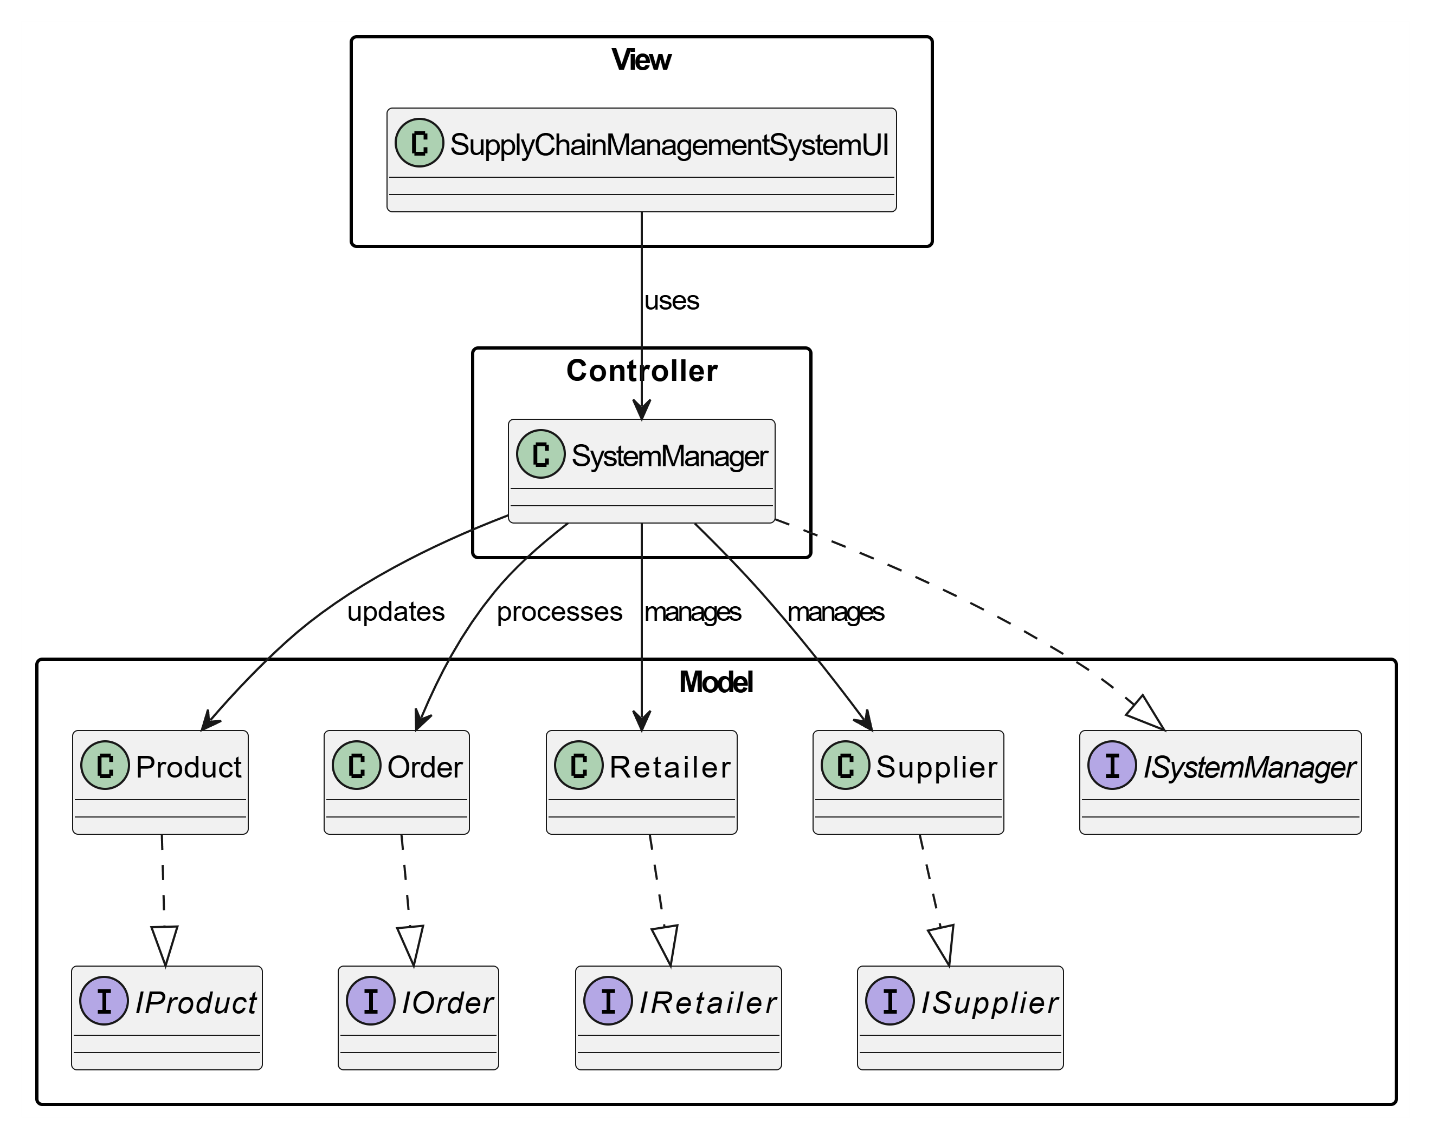 View
C SupplyChainManagementSystemUI
uses
Controller
C SystemManager
updates processes manages manages
Model
C Product C Order C Retailer C Supplier I ISystemManager
I IProduct I IOrder I IRetailer I ISupplier